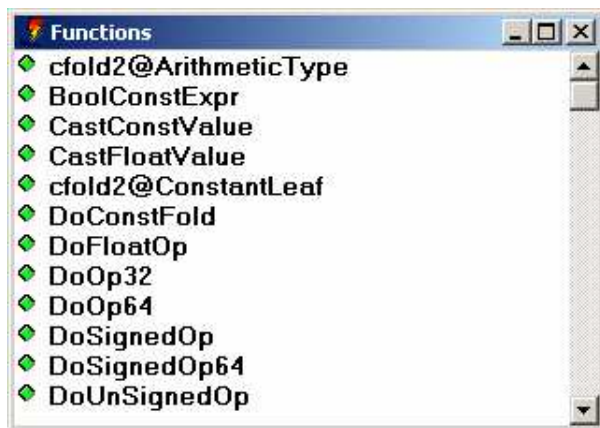 Functions
cfold2@ArithmeticType
BoolConstExpr
CastConstValue
CastFloatValue
cfold2@ConstantLeaf
DoConstFold
DoFloatOp
DoOp32
DoOp64
DoSignedOp
DoSignedOp64
DoUnSignedOp